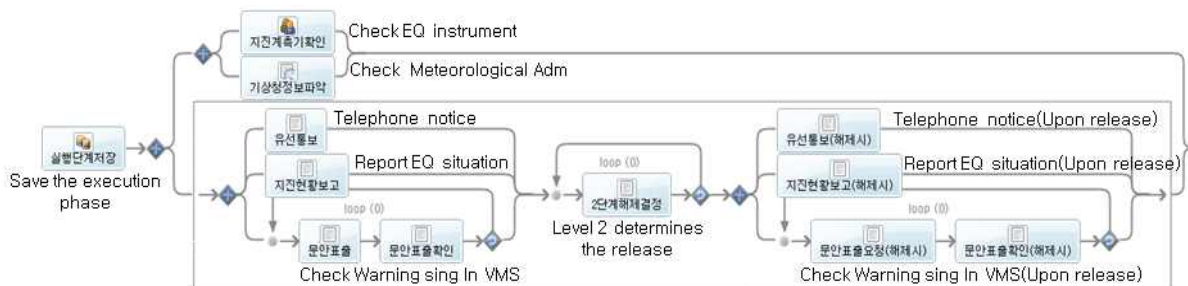 지진계측기확인
Check EQ instrument
기상청정보파악
Check Meteorological Adm
실행단계저장
Save the execution
phase
유선통보
Telephone notice
지진현황보고
Report EQ situation
loop (0)
문안표출
문안표출확인
Check Warning sing In VMS
loop (0)
2단계해제결정
Level 2 determines
the release
유선통보(해제시)
Telephone notice(Upon release)
지진현황보고(해제시)
Report EQ situation(Upon release)
loop (0)
문안표출요청(해제시)
문안표출확인(해제시)
Check Warning sing In VMS(Upon release)